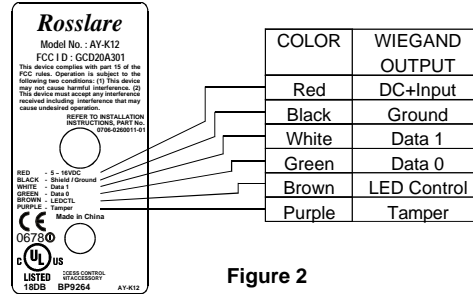 Rosslare
Model No. : AY-K12
FCC I D : GCD20A301
This device complies with part 15 of the
FCC rules. Operation is subject to the
following two conditions: (1) This device
may not cause harmful interference. (2)
This device must accept any interference
received including interference that may
cause undesired operation.
REFER TO INSTALLATION
INSTRUCTIONS, PART No.
0706-0260011-01
RED - 5 – 16VDC
BLACK - Shield / Ground
WHITE - Data 1
GREEN - Data 0
BROWN - LEDCTL
PURPLE - Tamper
Made in China
CE
0678
c UL US
LISTED
18DB
CCESS CONTROL
NIT ACCESSORY
BP9264
AY-K12
COLOR WIEGAND OUTPUT
Red DC+Input
Black Ground
White Data 1
Green Data 0
Brown LED Control
Purple Tamper
Figure 2